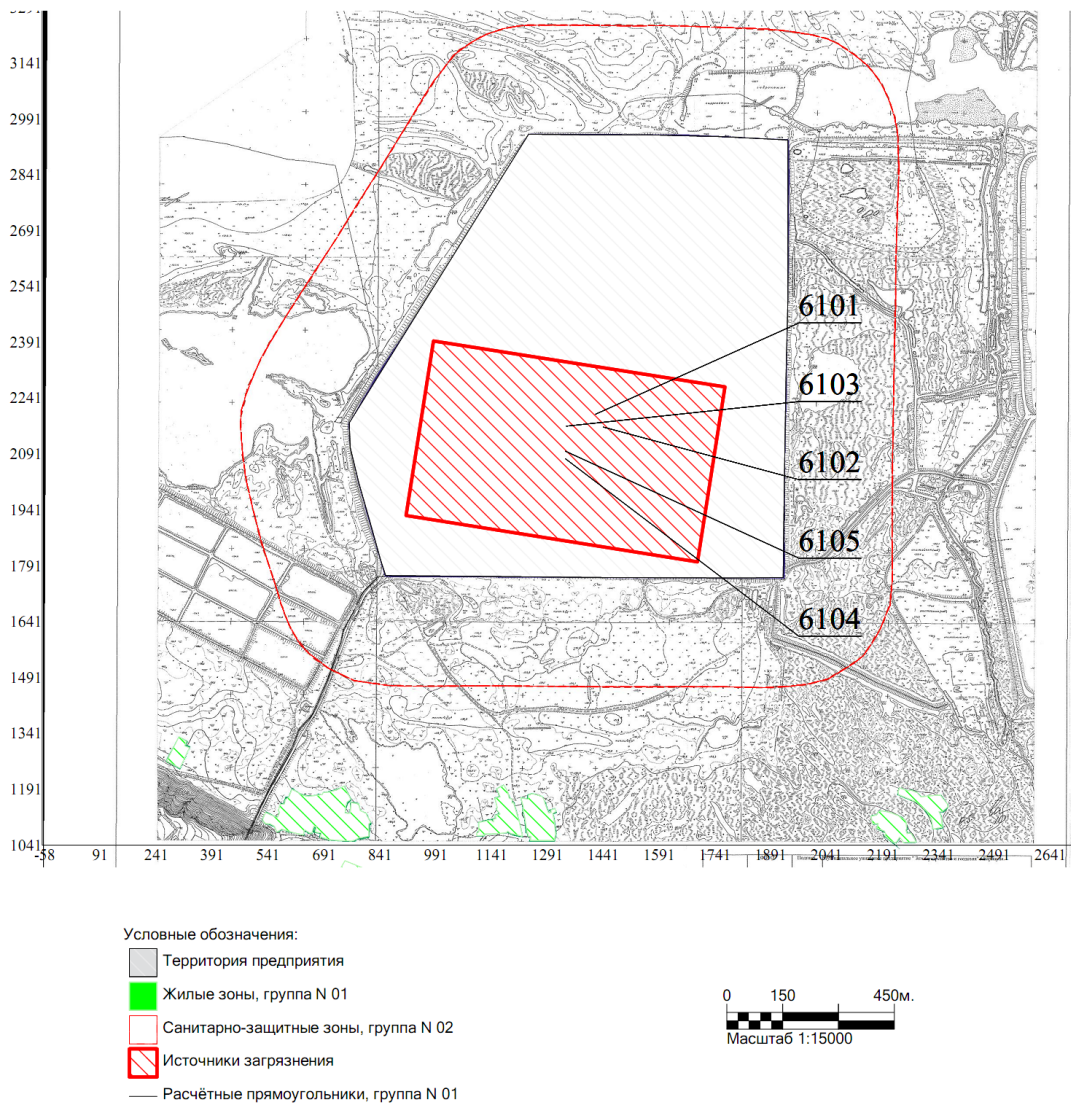 3291
3141
2991
2841
2691
2541
2391
2241
2091
1941
1791
1641
1491
1341
1191
1041
6101
6103
6102
6105
6104
-58 91 241 391 541 691 841 991 1141 1291 1441 1591 1741 1891 2041 2191 2341 2491 2641
Условные обозначения:
Территория предприятия
Жилые зоны, группа N 01
Санитарно-защитные зоны, группа N 02
Источники загрязнения
Расчётные прямоугольники, группа N 01
0 150 450м.
Масштаб 1:15000